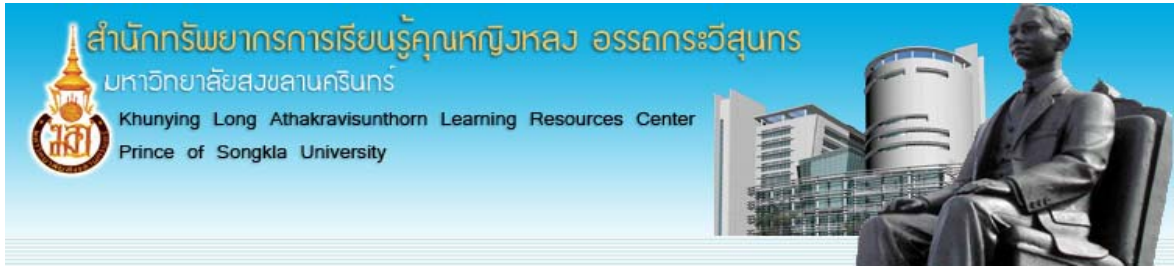 สำนักทรัพยากรการเรียนรู้คุณหญิงหลง อรรถกระวีสุนทร
มหาวิทยาลัยสงขลานครินทร์
Khunying Long Athakravisunthorn Learning Resources Center
Prince of Songkla University
ม.อ.